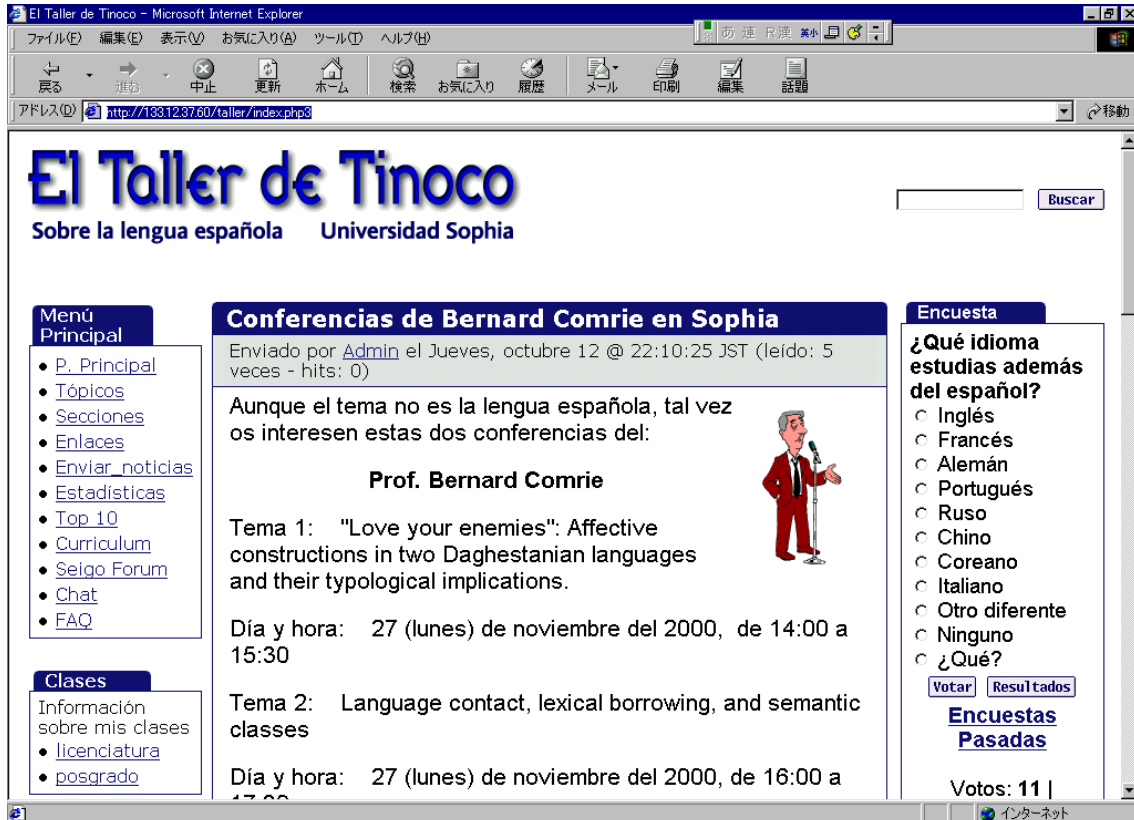 El Taller de Tinoco - Microsoft Internet Explorer
ファイル(F) 編集(E) 表示(V) お気に入り(A) ツール(T) ヘルプ(H)
あ 連 R漢 英小
戻る 進む 中止 更新 ホーム 検索 お気に入り 履歴 メール 印刷 編集 話題
アドレス(D) http://133.12.37.60/taller/index.php3 移動
El Taller de Tinoco
Sobre la lengua española Universidad Sophia
Buscar
Menú
Principal
P. Principal
Tópicos
Secciones
Enlaces
Enviar_noticias
Estadísticas
Top 10
Curriculum
Seigo Forum
Chat
FAQ
Clases
Información
sobre mis clases
licenciatura
posgrado
Conferencias de Bernard Comrie en Sophia
Enviado por Admin el Jueves, octubre 12 @ 22:10:25 JST (leído: 5
veces - hits: 0)
Aunque el tema no es la lengua española, tal vez
os interesen estas dos conferencias del:
Prof. Bernard Comrie
Tema 1: "Love your enemies": Affective
constructions in two Daghestanian languages
and their typological implications.
Día y hora: 27 (lunes) de noviembre del 2000, de 14:00 a
15:30
Tema 2: Language contact, lexical borrowing, and semantic
classes
Día y hora: 27 (lunes) de noviembre del 2000, de 16:00 a
Encuesta
¿Qué idioma
estudias además
del español?
Inglés
Francés
Alemán
Portugués
Ruso
Chino
Coreano
Italiano
Otro diferente
Ninguno
¿Qué?
Votar Resultados
Encuestas
Pasadas
Votos: 11 |
インターネット